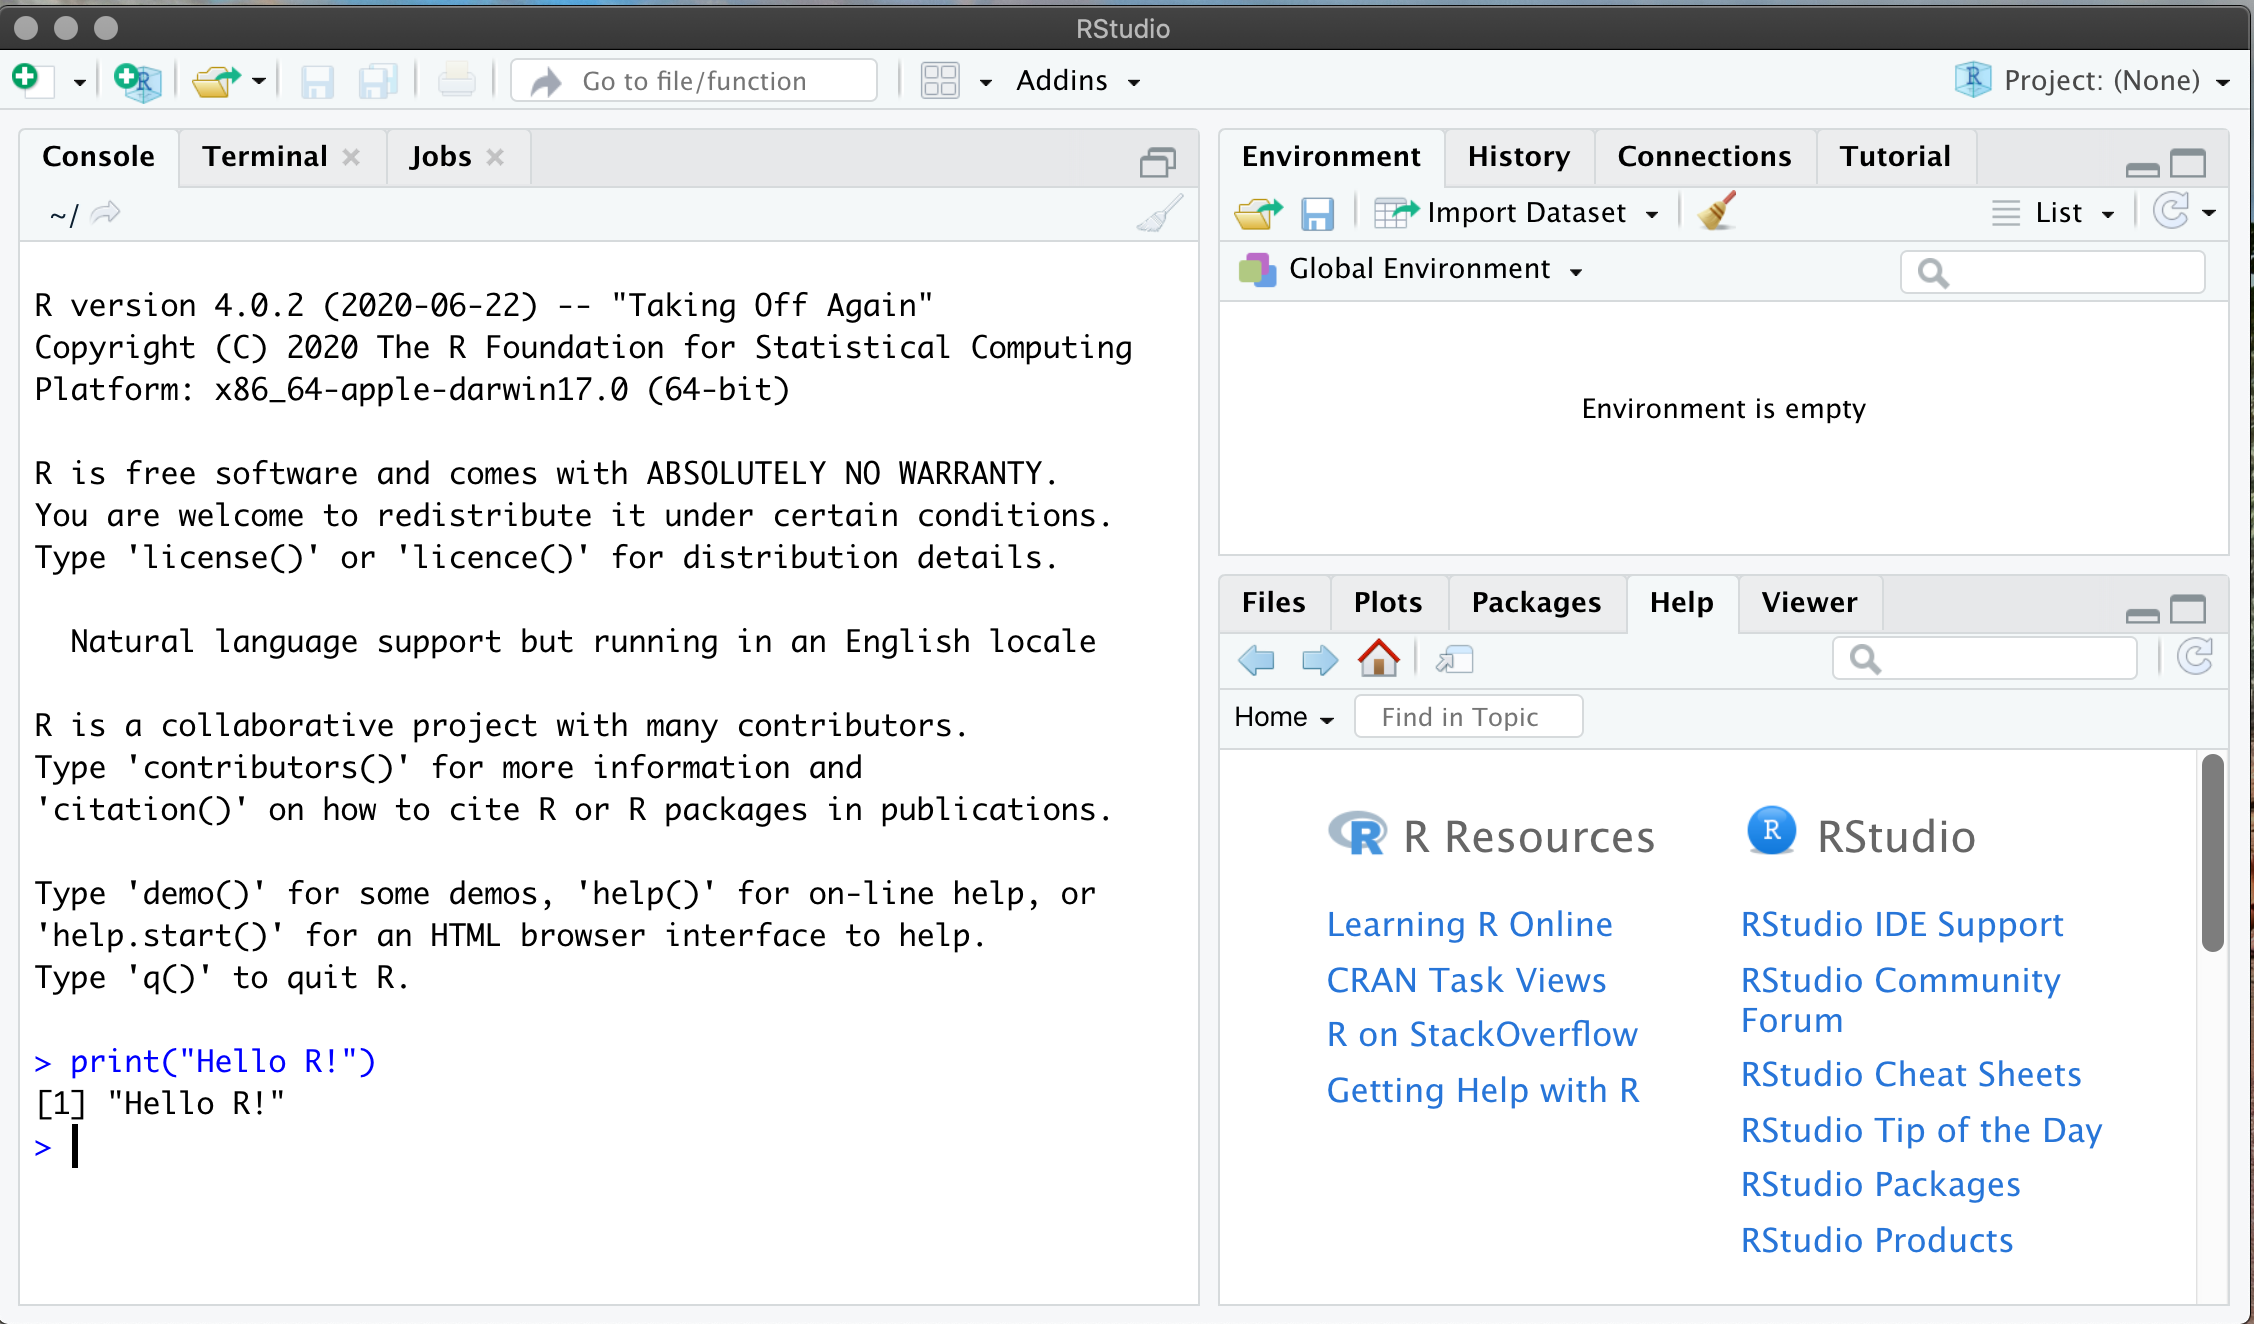 RStudio
Go to file/function
Addins
Project: (None)
Console
Terminal
Jobs
~/
R version 4.0.2 (2020-06-22) -- "Taking Off Again"
Copyright (C) 2020 The R Foundation for Statistical Computing
Platform: x86_64-apple-darwin17.0 (64-bit)
R is free software and comes with ABSOLUTELY NO WARRANTY.
You are welcome to redistribute it under certain conditions.
Type 'license()' or 'licence()' for distribution details.
Natural language support but running in an English locale
R is a collaborative project with many contributors.
Type 'contributors()' for more information and
'citation()' on how to cite R or R packages in publications.
Type 'demo()' for some demos, 'help()' for on-line help, or
'help.start()' for an HTML browser interface to help.
Type 'q()' to quit R.
> print("Hello R!")
[1] "Hello R!"
>
Environment
History
Connections
Tutorial
Import Dataset
List
Global Environment
Environment is empty
Files
Plots
Packages
Help
Viewer
Home
Find in Topic
R Resources
Learning R Online
CRAN Task Views
R on StackOverflow
Getting Help with R
RStudio
RStudio IDE Support
RStudio Community
Forum
RStudio Cheat Sheets
RStudio Tip of the Day
RStudio Packages
RStudio Products